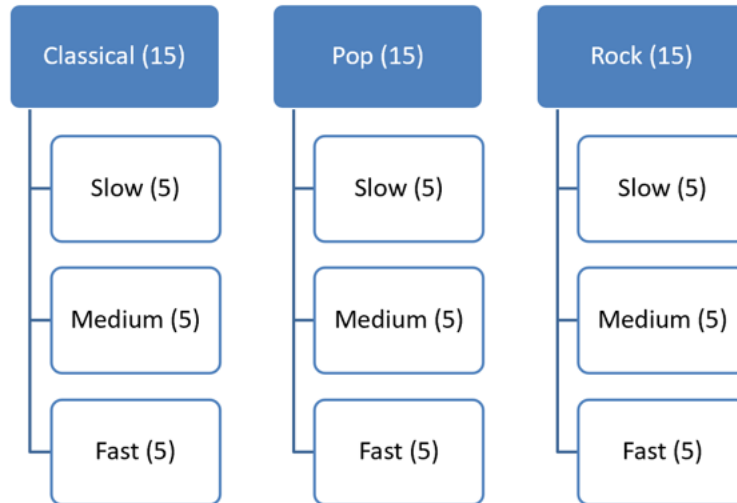 Classical (15)
Slow (5)
Medium (5)
Fast (5)
Pop (15)
Slow (5)
Medium (5)
Fast (5)
Rock (15)
Slow (5)
Medium (5)
Fast (5)